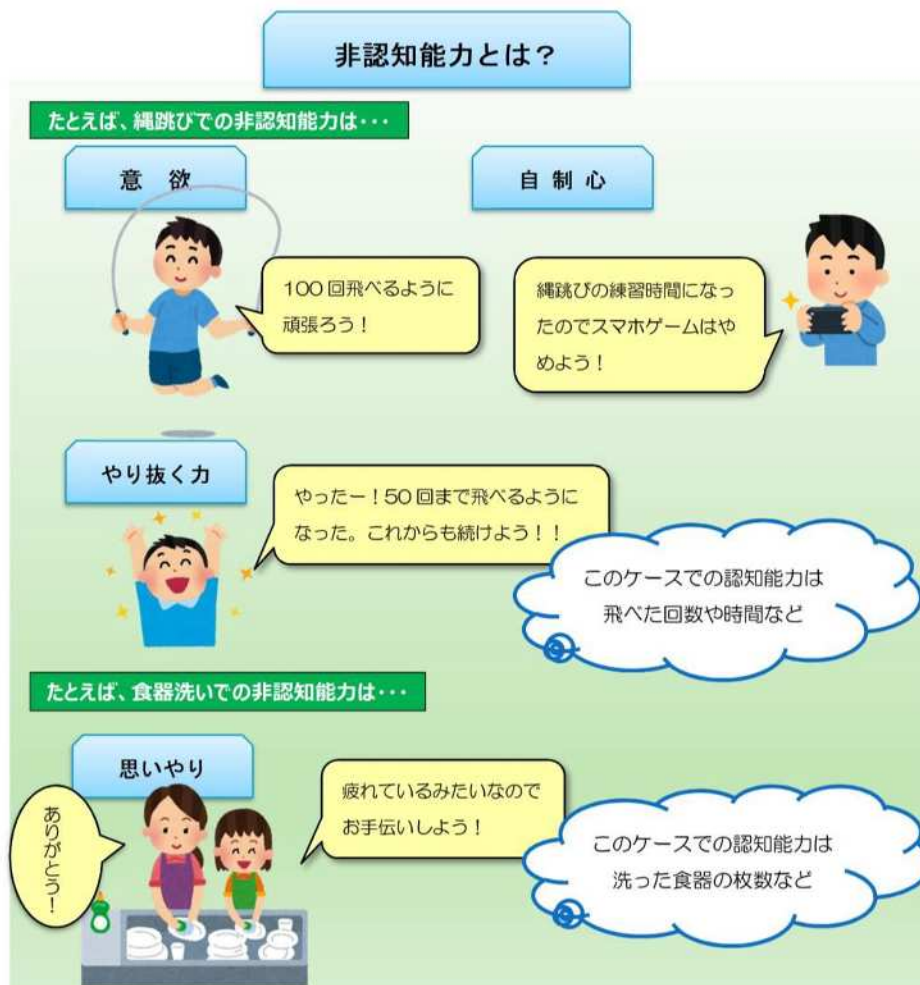 非認知能力とは？
たとえば、縄跳びでの非認知能力は･･･
意　欲
自 制 心
100回飛べるように
頑張ろう！
縄跳びの練習時間になっ
たのでスマホゲームはや
めよう！
やり抜く力
やったー！50回まで飛べるように
なった。これからも続けよう！！
このケースでの認知能力は
飛べた回数や時間など
たとえば、食器洗いでの非認知能力は･･･
思いやり
ありがとう！
疲れているみたいなので
お手伝いしよう！
このケースでの認知能力は
洗った食器の枚数など